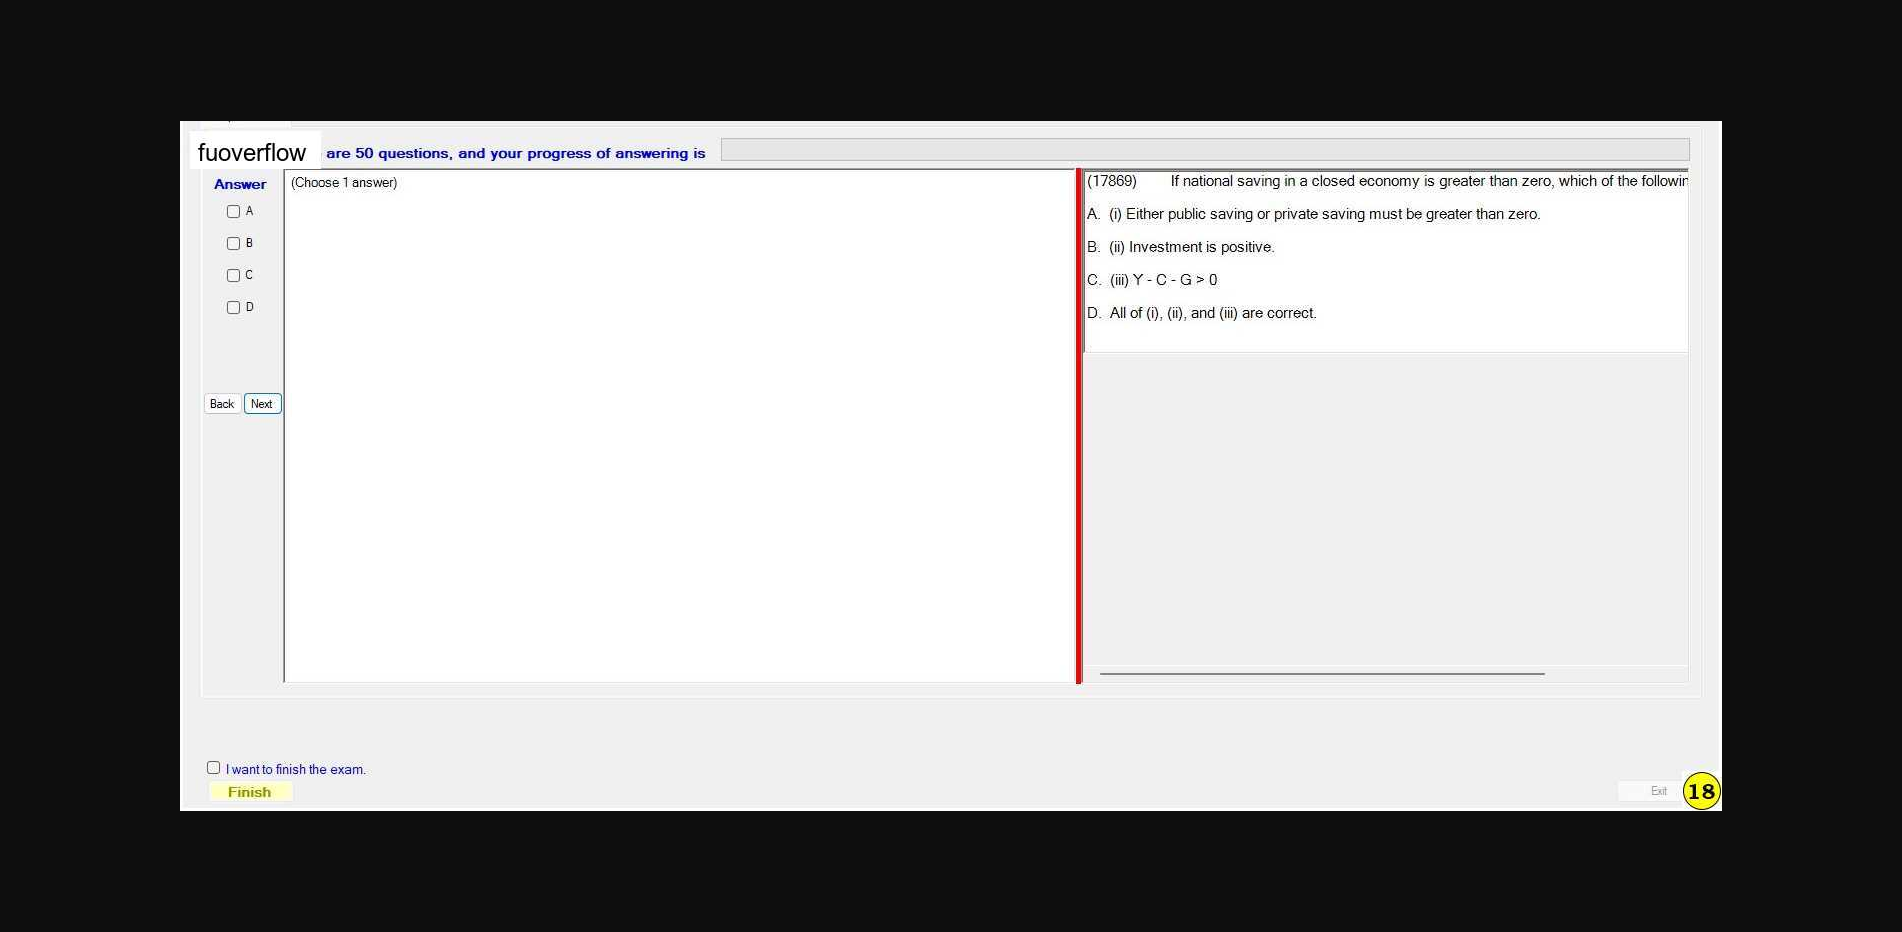 fuoverflow are 50 questions, and your progress of answering is
Answer
A
B
C
D
Back Next
(Choose 1 answer)
(17869) If national saving in a closed economy is greater than zero, which of the followin
A. (i) Either public saving or private saving must be greater than zero.
B. (ii) Investment is positive.
C. (iii) Y - C - G > 0
D. All of (i), (ii), and (iii) are correct.
I want to finish the exam.
Finish
Exit
18